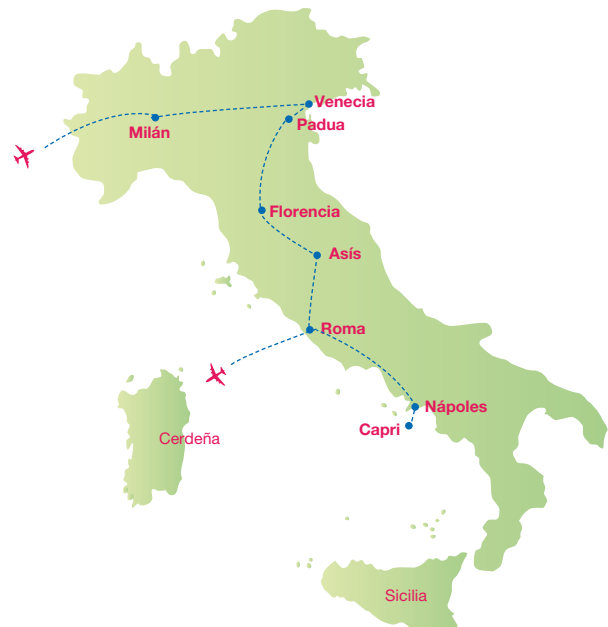 Venecia
Milán
Padua
Florencia
Asís
Roma
Nápoles
Capri
Cerdeña
Sicilia